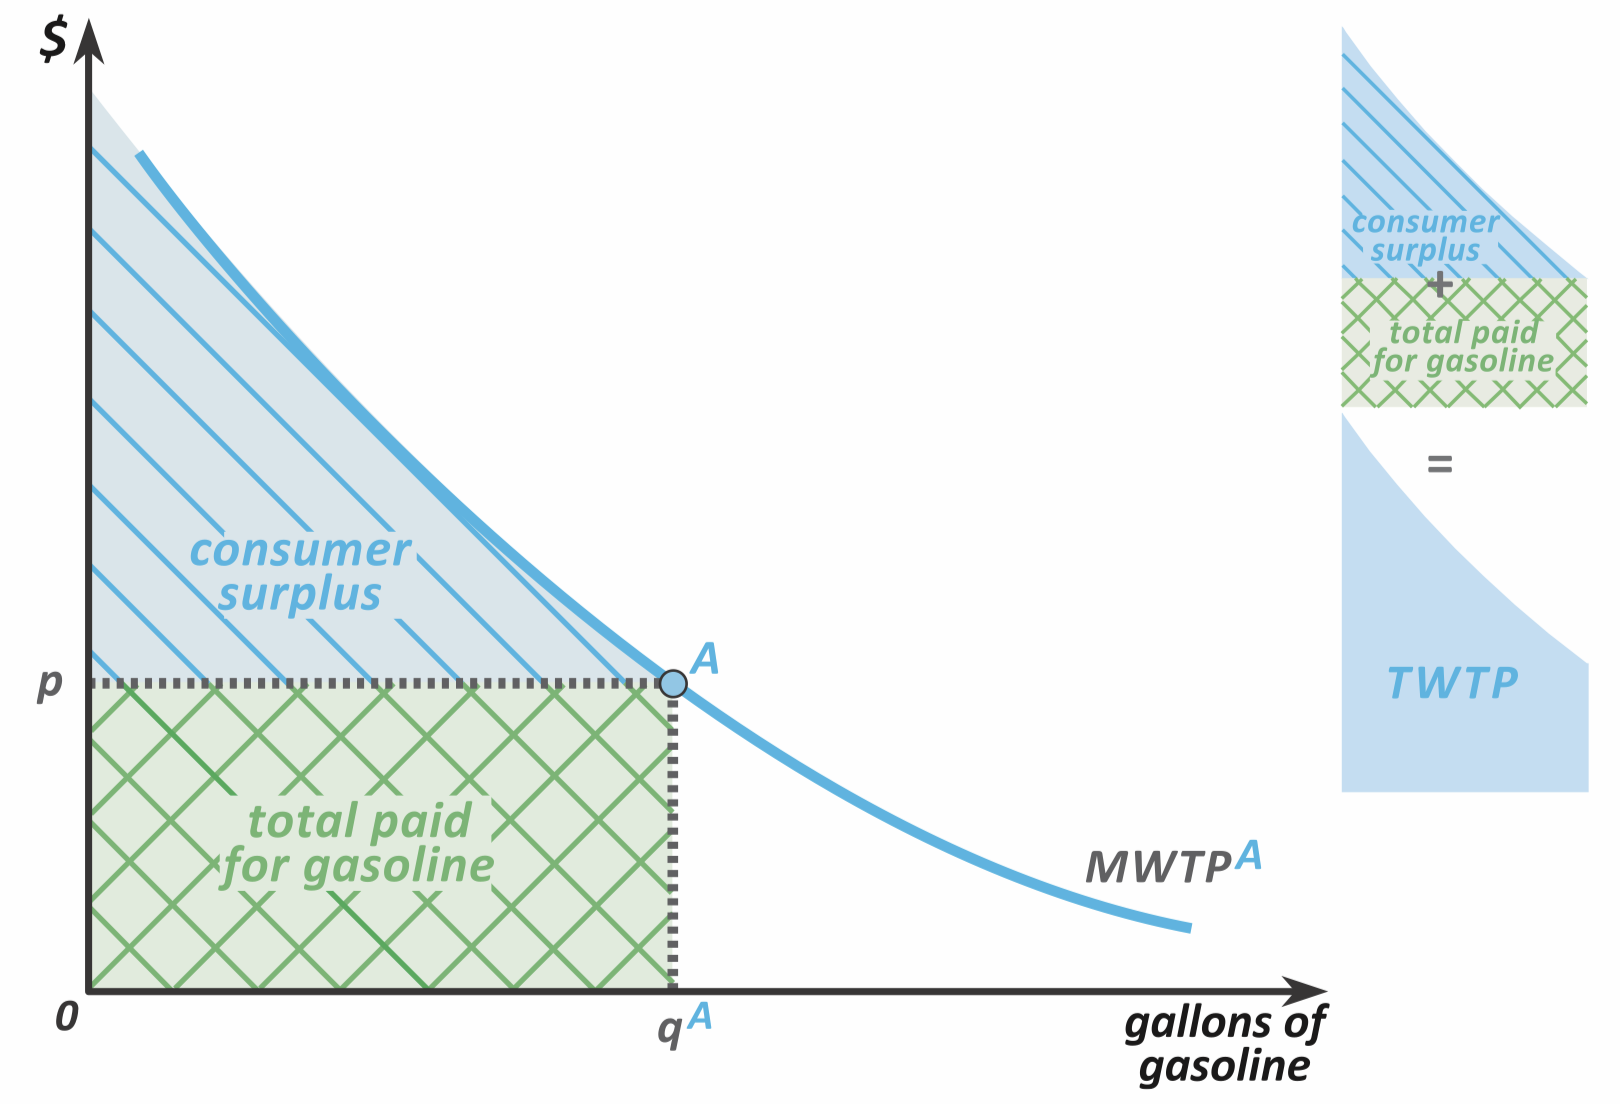 $
consumer
surplus
+
total paid
for gasoline
=
TWTP
consumer
surplus
p
A
total paid
for gasoline
MWTP^A
0
q^A
gallons of
gasoline